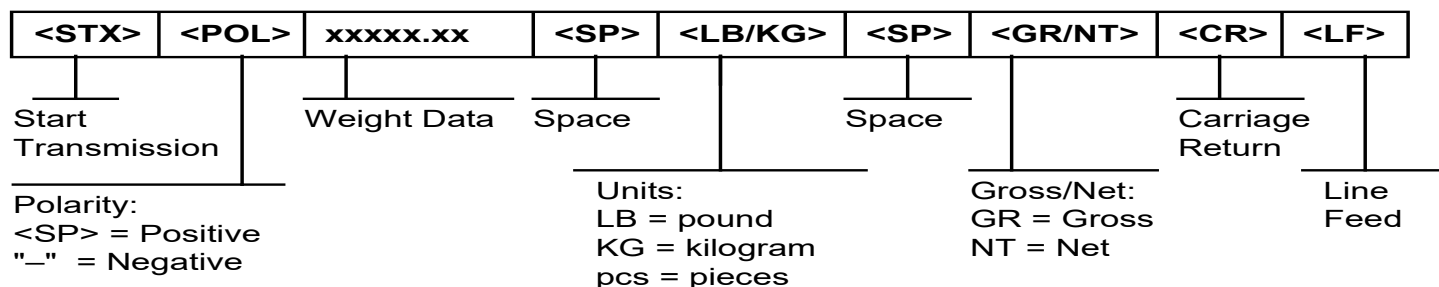 <STX> <POL> xxxxx.xx <SP> <LB/KG> <SP> <GR/NT> <CR> <LF>
Start
Transmission
Weight Data
Space
Space
Carriage
Return
Polarity:
<SP> = Positive
"–" = Negative
Units:
LB = pound
KG = kilogram
pcs = pieces
Gross/Net:
GR = Gross
NT = Net
Line
Feed